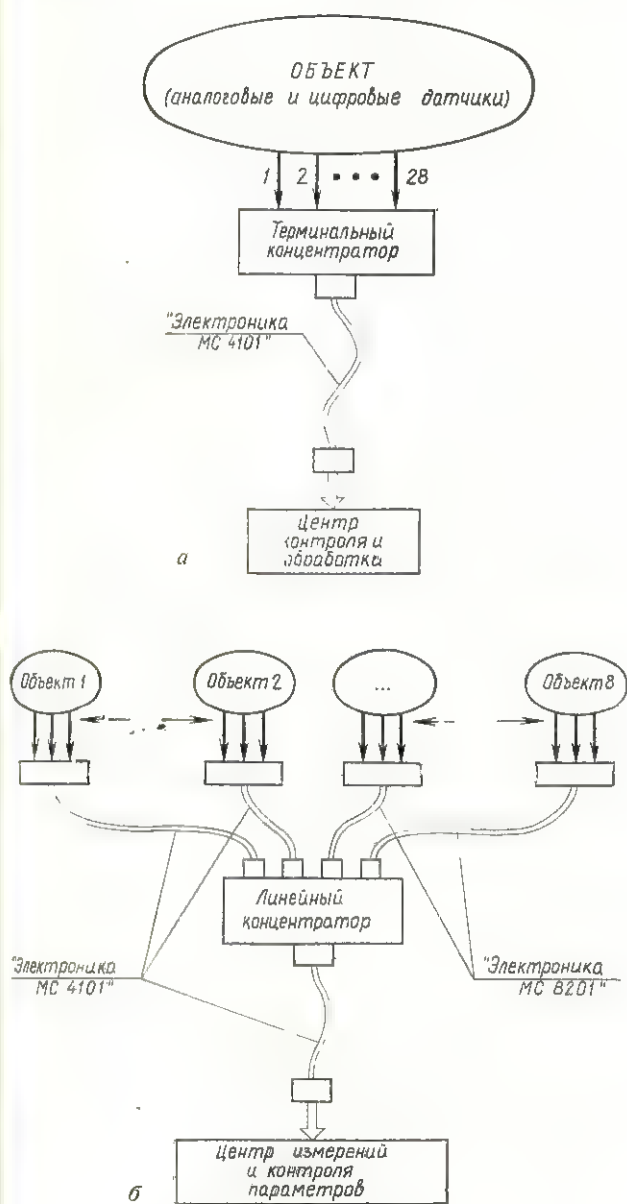 ОБЪЕКТ
(аналоговые и цифровые датчики)
1 2 • • • 28
Терминальный
концентратор
"Электроника
МС 4101"
Центр
контроля и
обработки
а
Объект 1 Объект 2 ... Объект 8
Линейный
концентратор
"Электроника
МС 4101"
"Электроника
МС 8201"
Центр измерений
и контроля
параметров
б